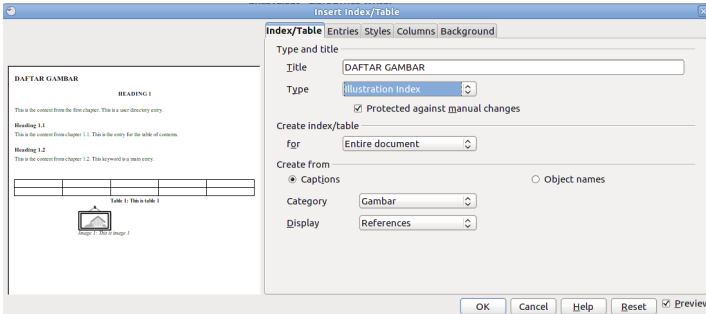 Insert Index/Table
Index/Table Entries Styles Columns Background
DAFTAR GAMBAR
HEADING 1
This is the content from the first chapter. This is a user directory entry.
Heading 1.1
This is the content from chapter 1.1. This is the entry for the table of contents.
Heading 1.2
This is the content from chapter 1.2. This keyword is a main entry.
Table 1: This is table 1
Image 1: This is image 1
Type and title
Title DAFTAR GAMBAR
Type Illustration Index
Protected against manual changes
Create index/table
for Entire document
Create from
Captions Object names
Category Gambar
Display References
OK Cancel Help Reset Preview